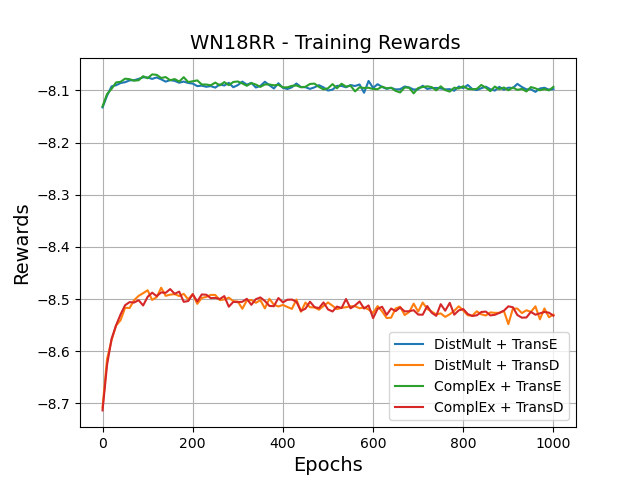 WN18RR - Training Rewards
Rewards
−8.1
−8.2
−8.3
−8.4
−8.5
−8.6
−8.7
DistMult + TransE
DistMult + TransD
ComplEx + TransE
ComplEx + TransD
0 200 400 600 800 1000
Epochs